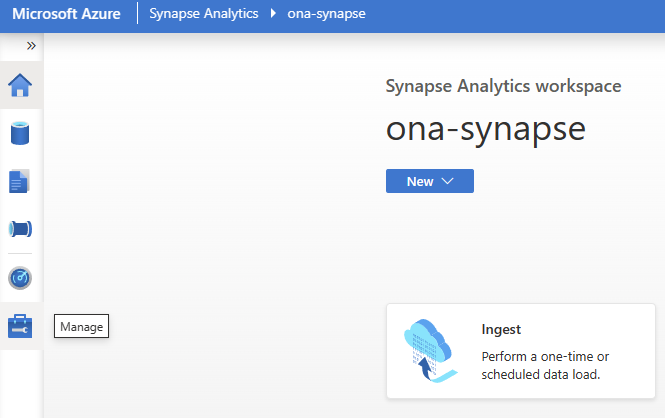 Microsoft Azure Synapse Analytics ona-synapse
Synapse Analytics workspace
ona-synapse
New
Manage
Ingest
Perform a one-time or
scheduled data load.